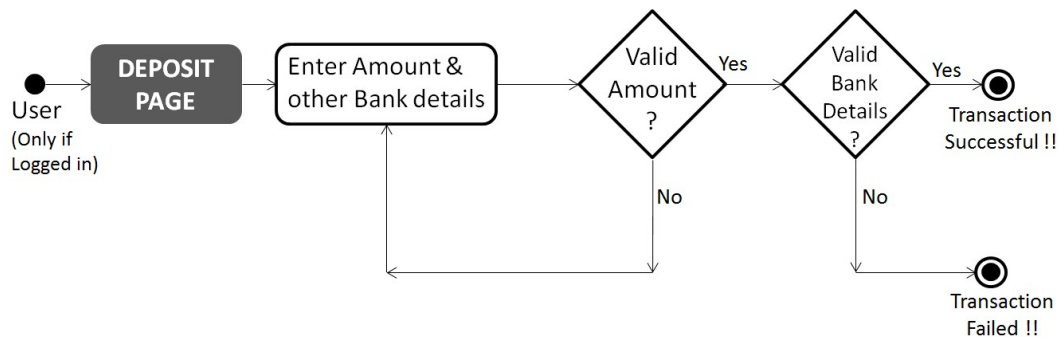 User
(Only if
Logged in)
DEPOSIT
PAGE
Enter Amount &
other Bank details
Valid
Amount
?
Yes
No
Valid
Bank
Details
?
Yes
No
Transaction
Successful !!
Transaction
Failed !!